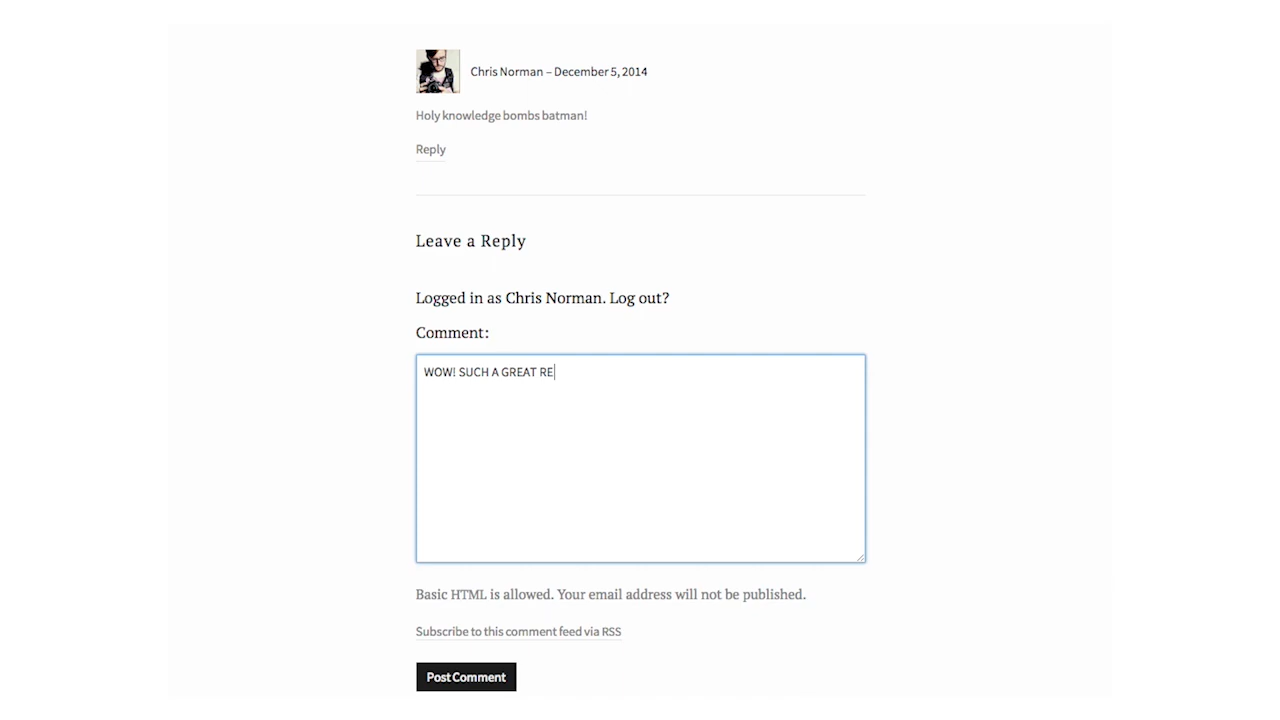 Chris Norman – December 5, 2014
Holy knowledge bombs batman!
Reply
Leave a Reply
Logged in as Chris Norman. Log out?
Comment:
WOW! SUCH A GREAT RE
Basic HTML is allowed. Your email address will not be published.
Subscribe to this comment feed via RSS
Post Comment